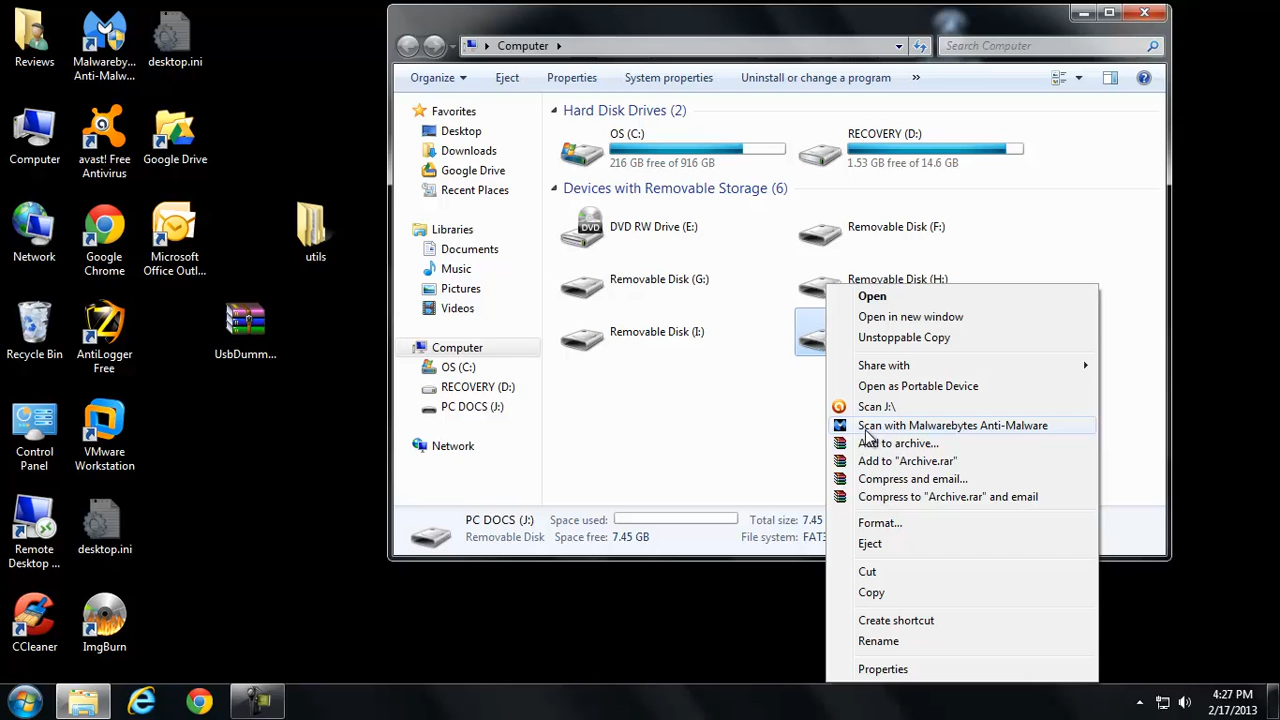 Reviews
Malwareby...
Anti-Malw...
desktop.ini
Computer
avast! Free
Antivirus
Google Drive
Network
Google
Chrome
Microsoft
Office Outl...
utils
Recycle Bin
AntiLogger
Free
UsbDumm...
Control
Panel
VMware
Workstation
Remote
Desktop ...
desktop.ini
CCleaner
ImgBurn
Computer
Search Computer
Organize
Eject
Properties
System properties
Uninstall or change a program
»
Favorites
Desktop
Downloads
Google Drive
Recent Places
Libraries
Documents
Music
Pictures
Videos
Computer
OS (C:)
RECOVERY (D:)
PC DOCS (J:)
Network
Hard Disk Drives (2)
OS (C:)
216 GB free of 916 GB
RECOVERY (D:)
1.53 GB free of 14.6 GB
Devices with Removable Storage (6)
DVD
DVD RW Drive (E:)
Removable Disk (F:)
Removable Disk (G:)
Removable Disk (H:)
Removable Disk (I:)
Open
Open in new window
Unstoppable Copy
Share with
Open as Portable Device
Scan J:\
Scan with Malwarebytes Anti-Malware
Add to archive...
Add to "Archive.rar"
Compress and email...
Compress to "Archive.rar" and email
Format...
Eject
Cut
Copy
Create shortcut
Rename
Properties
PC DOCS (J:) Space used: Total size: 7.45
Removable Disk Space free: 7.45 GB File system: FAT3
4:27 PM
2/17/2013